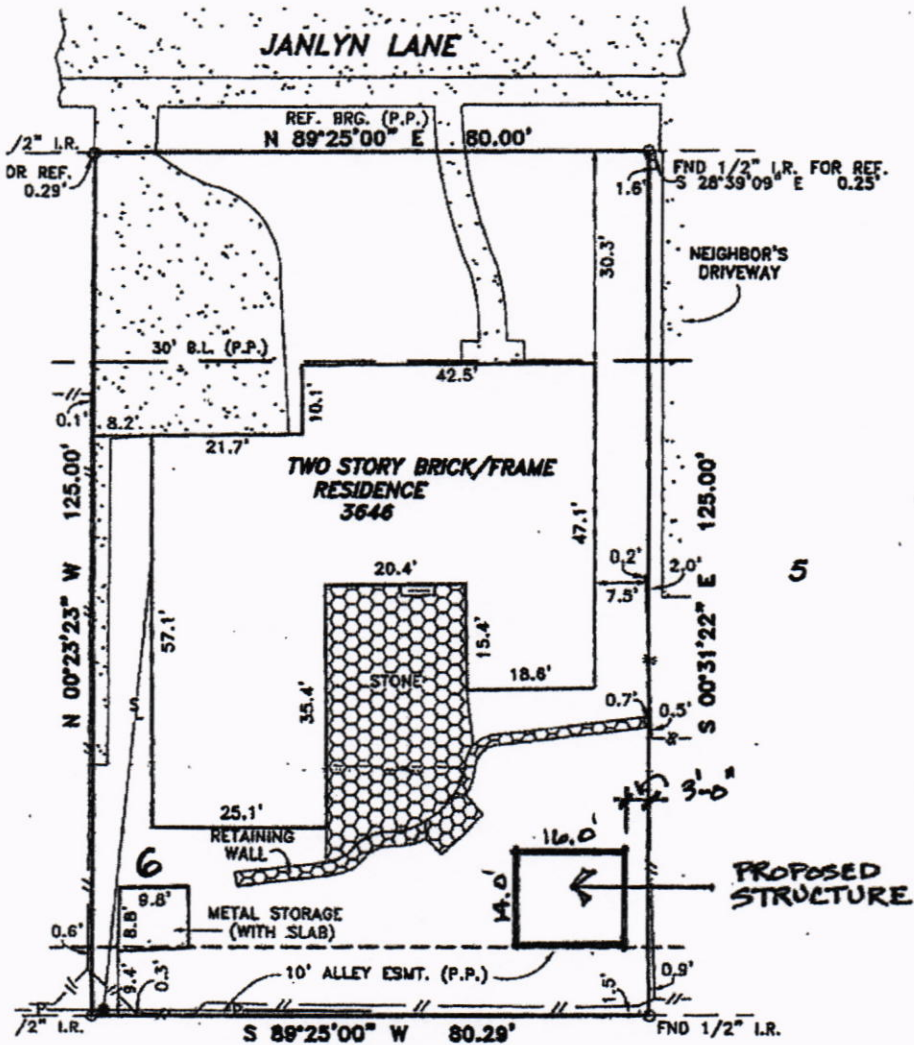 JANLYN LANE
REF. BRG. (P.P.)
N 89°25'00" E 80.00'
/2" I.R.
OR REF.
0.29'
FND 1/2" I.R. FOR REF.
S 28°39'09" E 0.25'
1.6'
30.3'
NEIGHBOR'S
DRIVEWAY
30' B.L. (P.P.)
42.5'
10.1'
0.1'
8.2'
21.7'
TWO STORY BRICK/FRAME
RESIDENCE
3646
N 00°23'23" W 125.00'
S 00°31'22" E 125.00'
47.1'
5
20.4'
0.2'
2.0'
7.5'
57.1'
15.4'
STONE
18.6'
35.4'
0.7'
0.5'
3'-0"
25.1'
RETAINING
WALL
16.0'
14.0'
PROPOSED
STRUCTURE
6
9.8'
8.8'
METAL STORAGE
(WITH SLAB)
0.6'
9.4'
0.3'
10' ALLEY ESMT. (P.P.)
1.5'
0.9'
/2" I.R.
S 89°25'00" W 80.29'
FND 1/2" I.R.